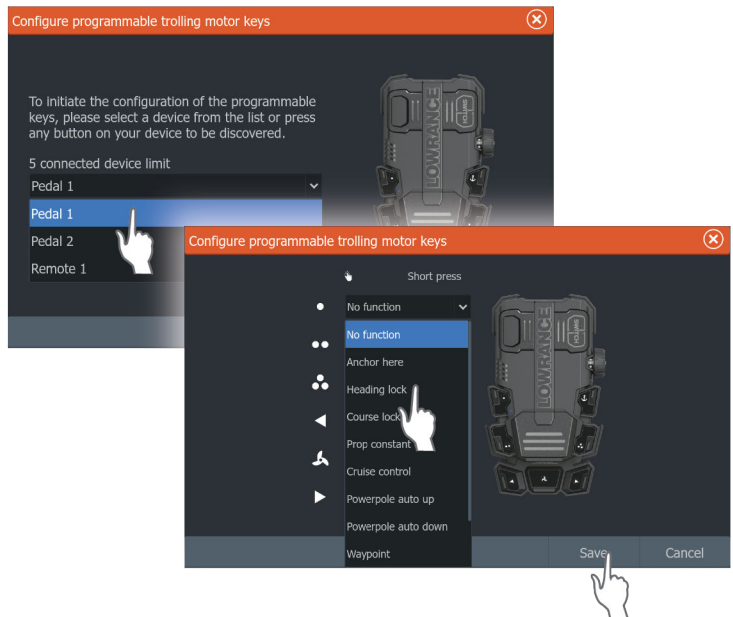 Configure programmable trolling motor keys
To initiate the configuration of the programmable
keys, please select a device from the list or press
any button on your device to be discovered.
5 connected device limit
Pedal 1
Pedal 1
Pedal 2
Remote 1
LOWRANCE
SWITCH
Configure programmable trolling motor keys
Short press
No function
No function
Anchor here
Heading lock
Course lock
Prop constant
Cruise control
Powerpole auto up
Powerpole auto down
Waypoint
LOWRANCE
SWITCH
Save
Cancel